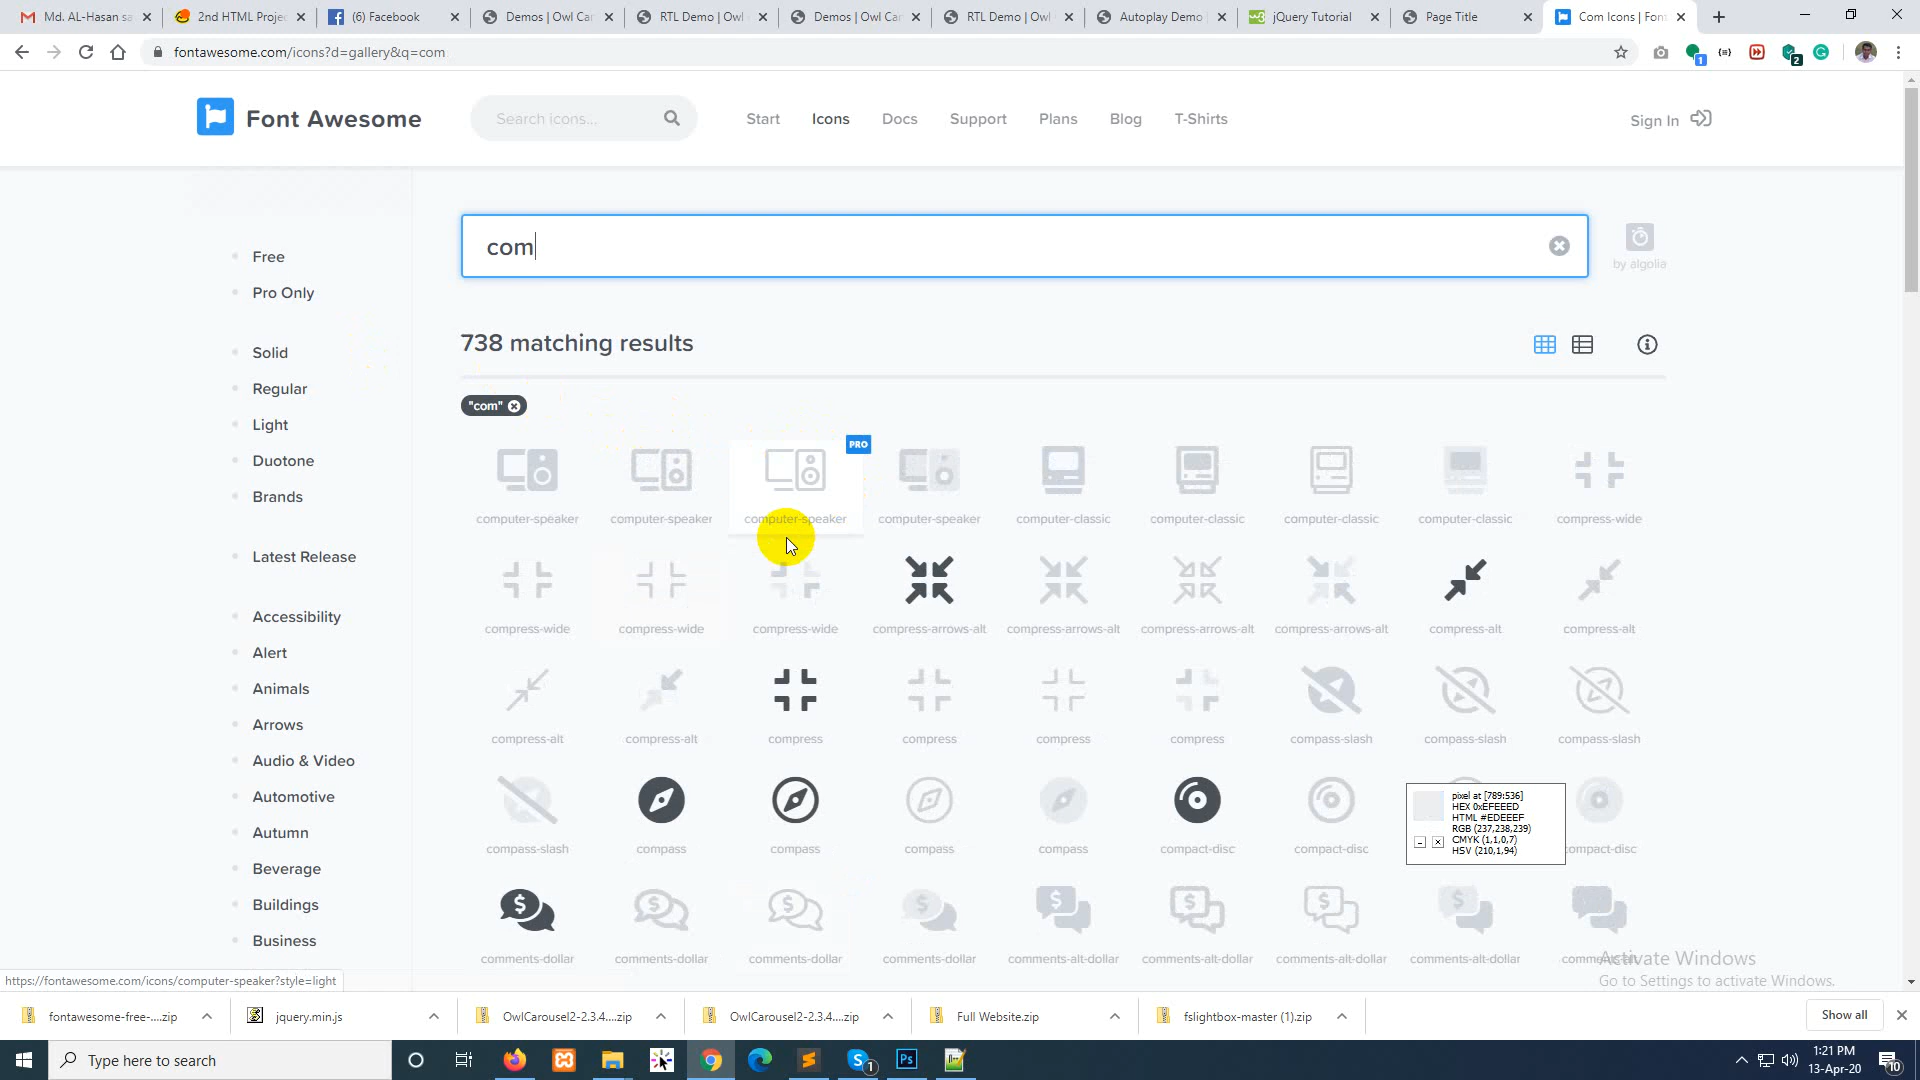 Md. AL-Hasan sa
2nd HTML Proje
(6) Facebook
Demos | Owl Car
RTL Demo | Owl
Demos | Owl Car
RTL Demo | Owl
Autoplay Demo
jQuery Tutorial
Page Title
Com Icons | Fon
fontawesome.com/icons?d=gallery&q=com
1
2
Font Awesome
Search icons...
Start
Icons
Docs
Support
Plans
Blog
T-Shirts
Sign In
com
by algolia
Free
Pro Only
Solid
Regular
Light
Duotone
Brands
Latest Release
Accessibility
Alert
Animals
Arrows
Audio & Video
Automotive
Autumn
Beverage
Buildings
Business
738 matching results
"com"
PRO
computer-speaker computer-speaker computer-speaker computer-speaker computer-classic computer-classic computer-classic computer-classic compress-wide
compress-wide compress-wide compress-wide compress-arrows-alt compress-arrows-alt compress-arrows-alt compress-arrows-alt compress-alt compress-alt
compress-alt compress-alt compress compress compress compress compass-slash compass-slash compass-slash
compass-slash compass compass compass compass compact-disc compact-disc ompact-disc
pixel at [789:536]
HEX 0xEFEEED
HTML #EDEEEF
RGB (237,238,239)
CMYK (1,1,0,7)
HSV (210,1,94)
comments-dollar comments-dollar comments-dollar comments-dollar comments-alt-dollar comments-alt-dollar comments-alt-dollar comments-alt-dollar
Activate Windows
Go to Settings to activate Windows.
https://fontawesome.com/icons/computer-speaker?style=light
fontawesome-free-....zip
jquery.min.js
OwlCarousel2-2.3.4....zip
OwlCarousel2-2.3.4....zip
Full Website.zip
fslightbox-master (1).zip
Show all
Type here to search
Ps
1
1:21 PM
13-Apr-20
10